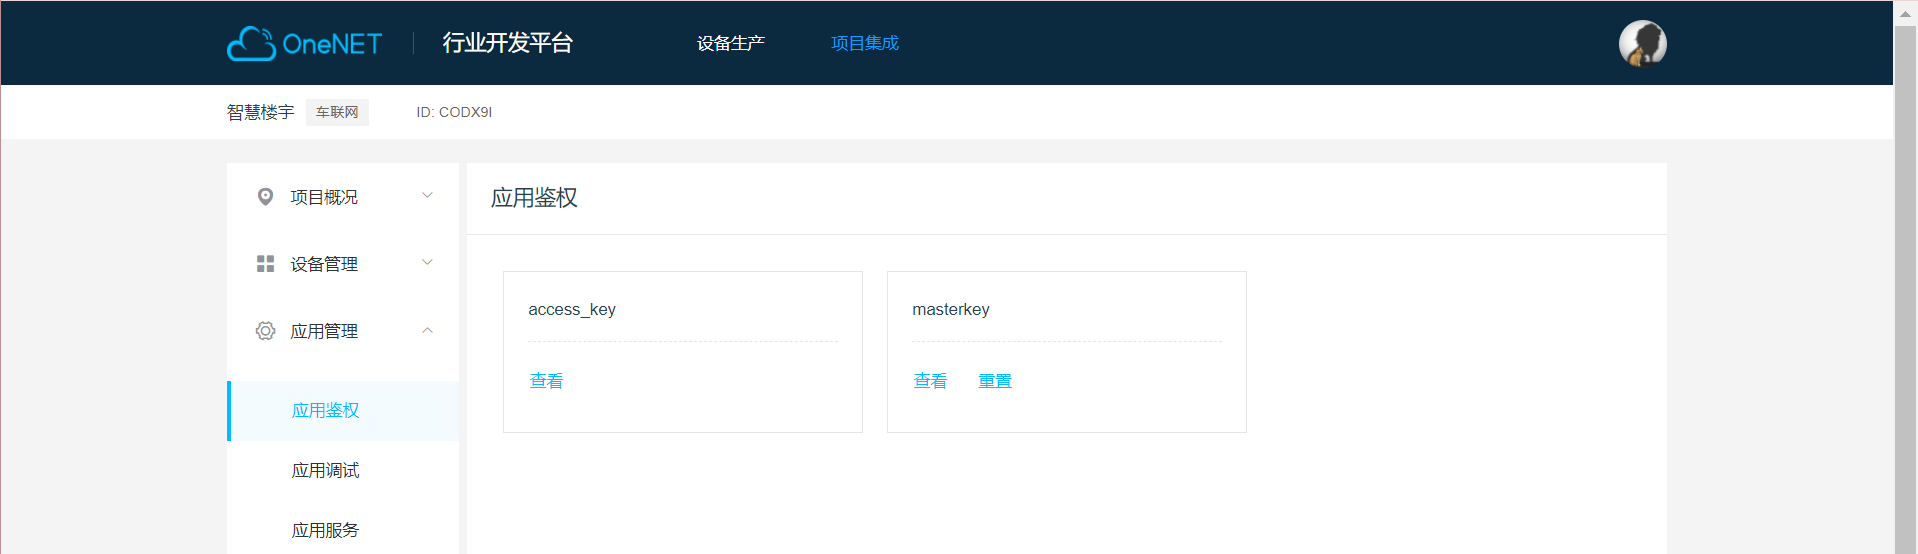 OneNET 行业开发平台 设备生产 项目集成
智慧楼宇 车联网 ID: CODX9I
项目概况
设备管理
应用管理
应用鉴权
应用调试
应用服务
应用鉴权
access_key
查看
masterkey
查看 重置